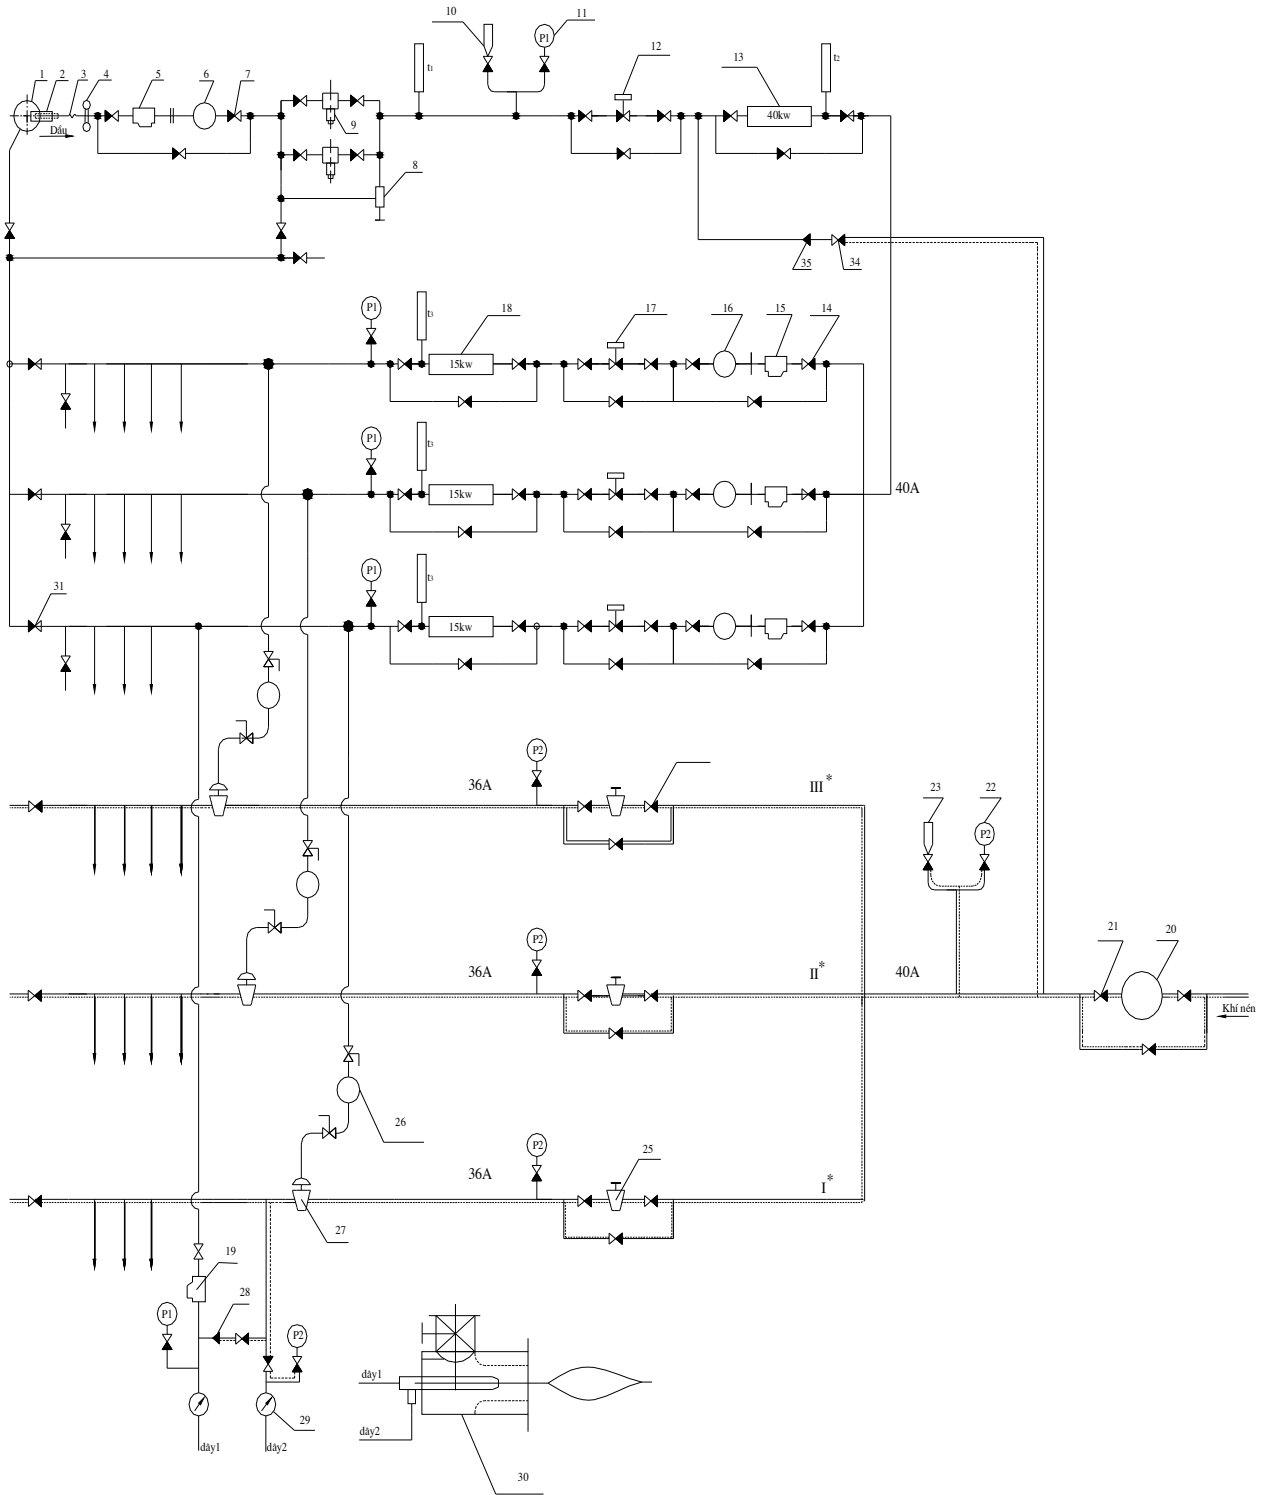 10
11
1
2
3
4
5
6
7
t1
P1
12
13
t2
Dầu
9
40kw
8
35
34
P1
t3
18
17
16
15
14
15kw
P1
t3
15kw
40A
31
P1
t3
15kw
P2
36A
III*
23
22
P2
P2
36A
II*
40A
21
20
Khí nén
26
P2
36A
25
I*
27
19
28
P1
P2
29
dây1
dây2
dây1
dây2
30